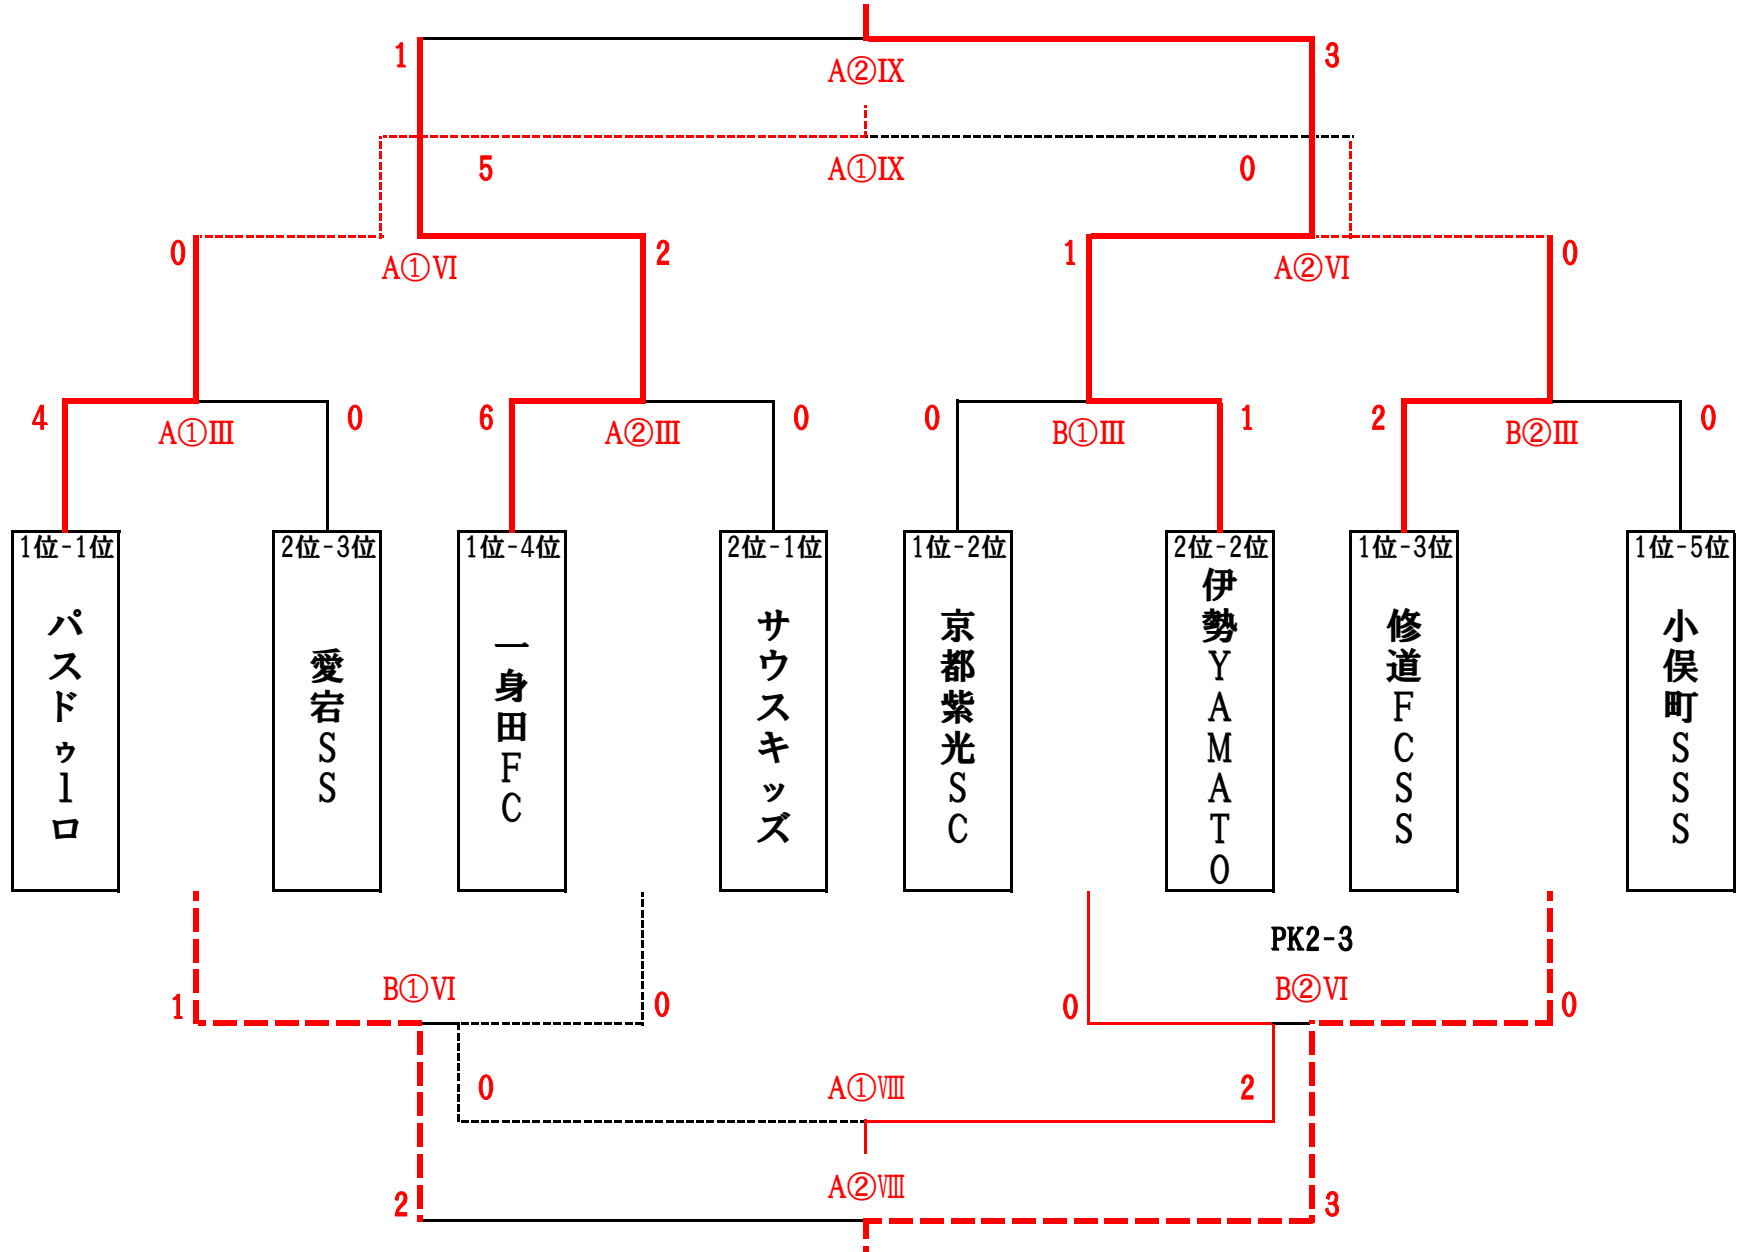 1
3
A②Ⅸ
5
A①Ⅸ
0
0
A①Ⅵ
2
1
A②Ⅵ
0
4
A①Ⅲ
0
6
A②Ⅲ
0
0
B①Ⅲ
1
2
B②Ⅲ
0
1位-1位
パスドゥーロ
2位-3位
愛宕SS
1位-4位
一身田FC
2位-1位
サウスキッズ
1位-2位
京都紫光SC
2位-2位
伊勢YAMATO
1位-3位
修道FCSS
1位-5位
小俣町SSS
PK2-3
1
B①Ⅵ
0
0
B②Ⅵ
0
0
A①Ⅷ
2
2
A②Ⅷ
3